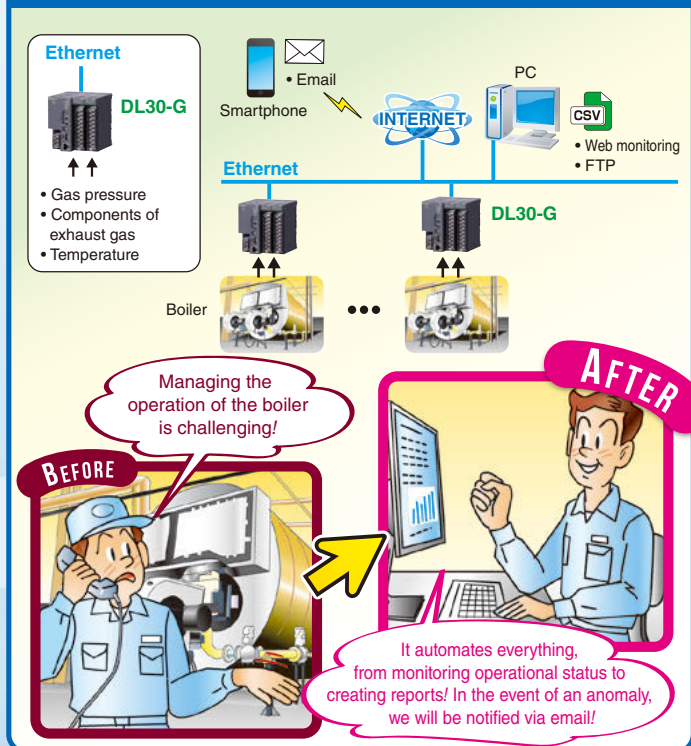 Ethernet
DL30-G
• Gas pressure
• Components of
exhaust gas
• Temperature
Smartphone
• Email
INTERNET
PC
CSV
• Web monitoring
• FTP
Ethernet
DL30-G
Boiler
•••
Managing the
operation of the boiler
is challenging!
BEFORE
AFTER
It automates everything,
from monitoring operational status to
creating reports! In the event of an anomaly,
we will be notified via email!